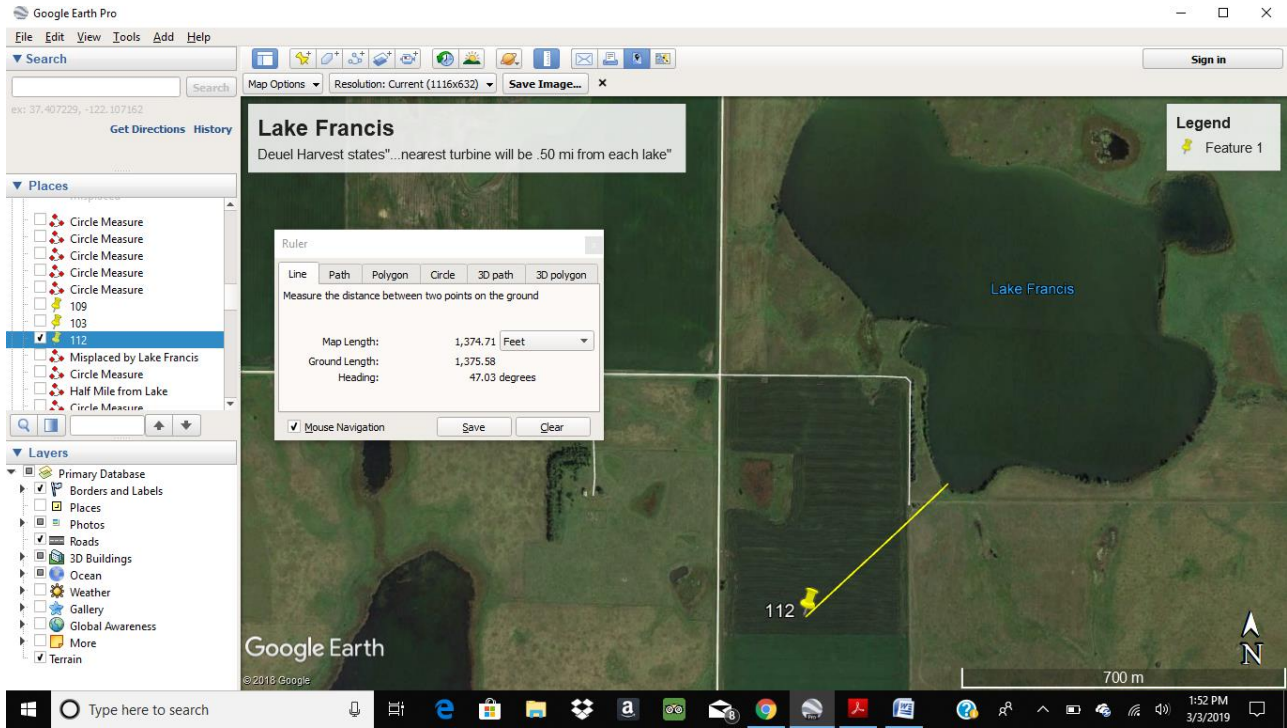 Google Earth Pro
File Edit View Tools Add Help
Search
Search
ex: 37.407229, -122.107162
Get Directions History
Sign in
Map Options
Resolution: Current (1116x632)
Save Image...
Lake Francis
Deuel Harvest states"...nearest turbine will be .50 mi from each lake"
Legend
Feature 1
Places
Circle Measure
Circle Measure
Circle Measure
Circle Measure
Circle Measure
109
103
112
Misplaced by Lake Francis
Circle Measure
Half Mile from Lake
Circle Measure
Ruler
Line Path Polygon Circle 3D path 3D polygon
Measure the distance between two points on the ground
Map Length: 1,374.71 Feet
Ground Length: 1,375.58
Heading: 47.03 degrees
Mouse Navigation Save Clear
Lake Francis
112
Layers
Primary Database
Borders and Labels
Places
Photos
Roads
3D Buildings
Ocean
Weather
Gallery
Global Awareness
More
Terrain
Google Earth
©2018 Google
700 m
N
Type here to search
8
1:52 PM
3/3/2019